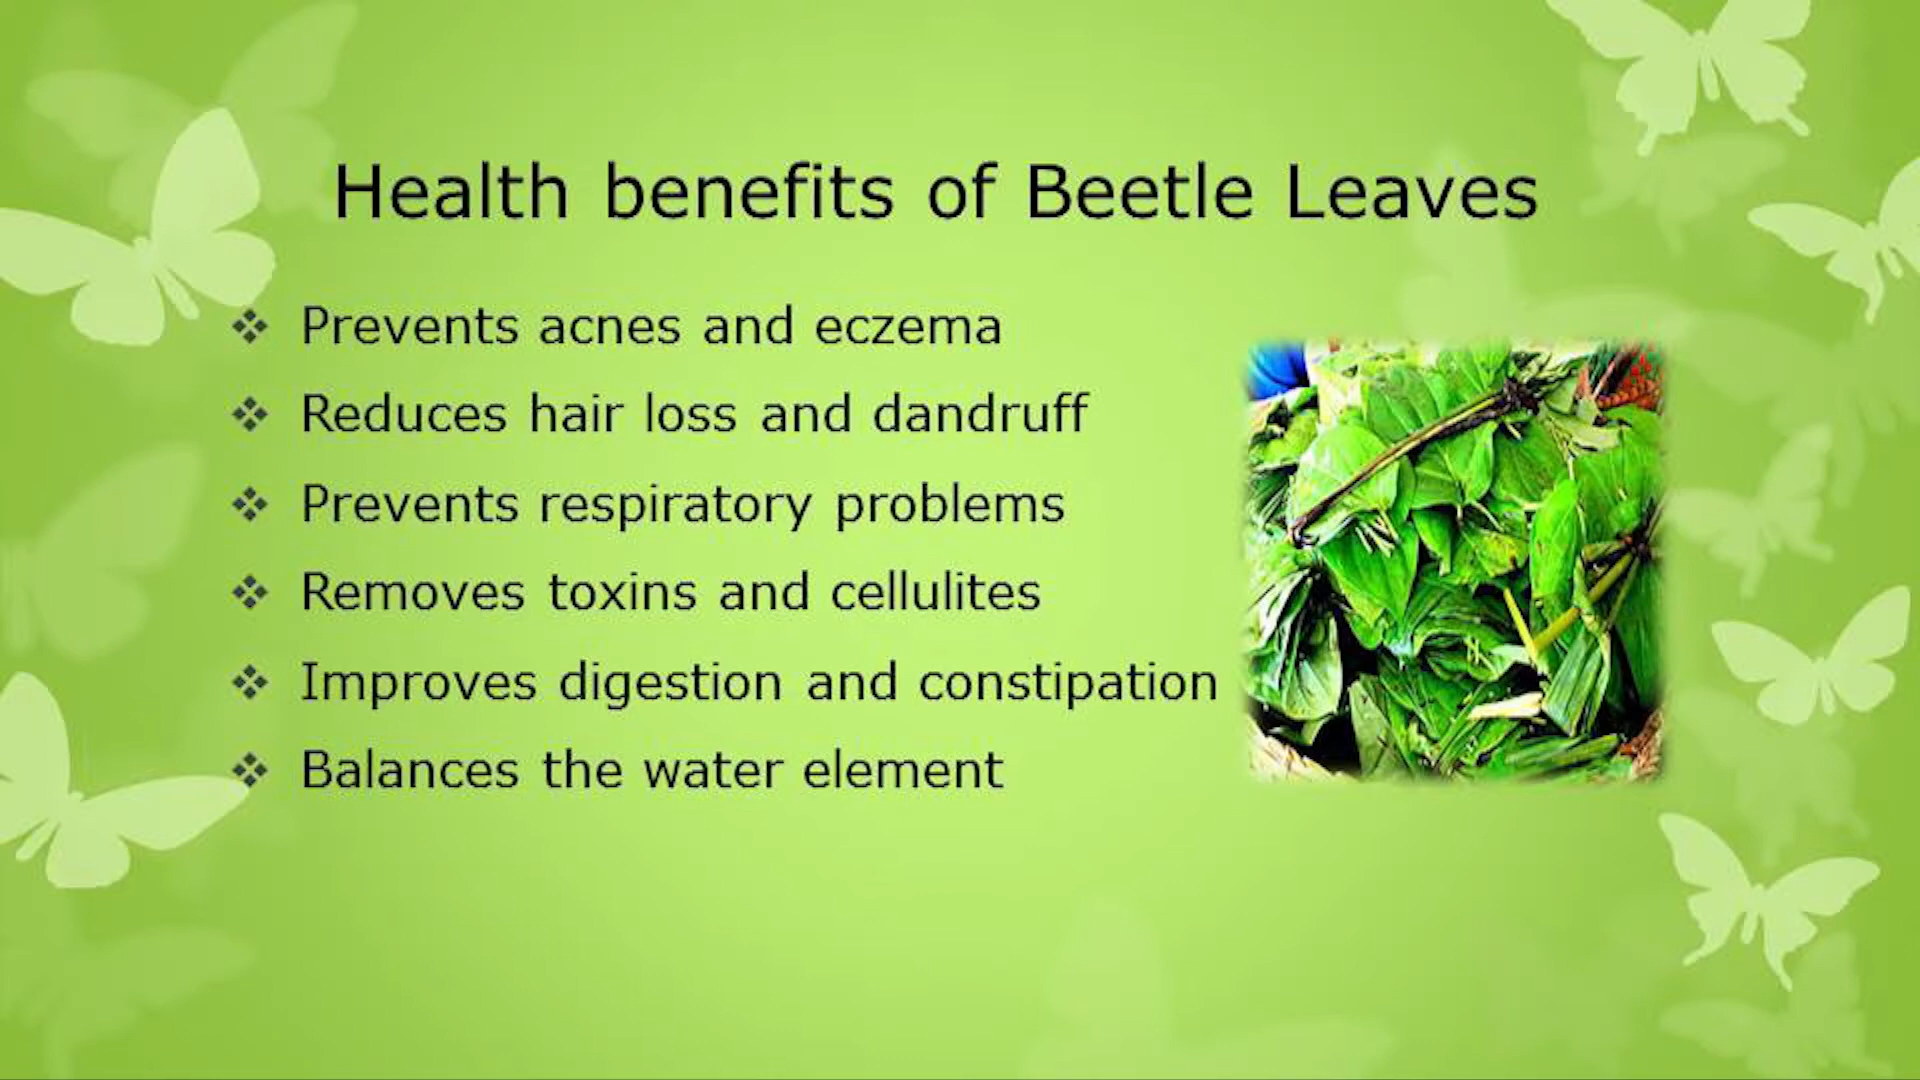 Health benefits of Beetle Leaves
Prevents acnes and eczema
Reduces hair loss and dandruff
Prevents respiratory problems
Removes toxins and cellulites
Improves digestion and constipation
Balances the water element